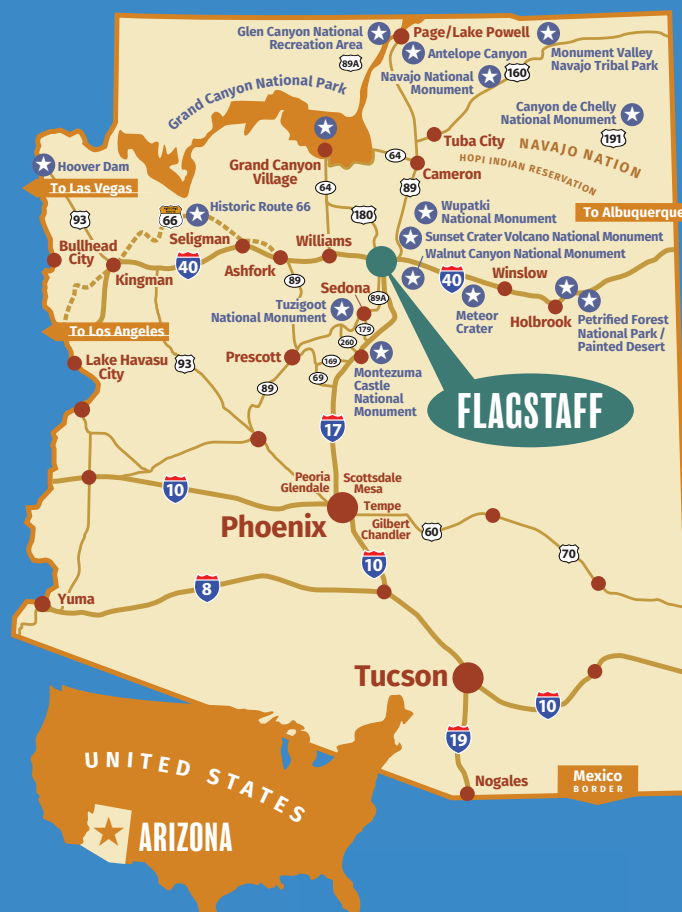 Glen Canyon National
Recreation Area
Page/Lake Powell
89A
Antelope Canyon
Monument Valley
Navajo Tribal Park
Navajo National
Monument
160
Grand Canyon National Park
Canyon de Chelly
National Monument
191
Tuba City
NAVAJO NATION
HOPI INDIAN RESERVATION
Hoover Dam
To Las Vegas
Grand Canyon
Village
64
Cameron
64
89
93
66
Historic Route 66
180
Wupatki
National Monument
To Albuquerque
Bullhead
City
Seligman
Williams
Sunset Crater Volcano National Monument
Walnut Canyon National Monument
Kingman
40
Ashfork
89
40
Winslow
Sedona
89A
Tuzigoot
National Monument
Meteor
Crater
Holbrook
Petrified Forest
National Park /
Painted Desert
To Los Angeles
179
260
Lake Havasu
City
93
Prescott
169
69
89
Montezuma
Castle
National
Monument
FLAGSTAFF
17
10
Peoria
Glendale
Scottsdale
Mesa
Tempe
Phoenix
Gilbert
Chandler
60
70
10
8
Yuma
Tucson
10
19
Nogales
Mexico
BORDER
UNITED STATES
ARIZONA